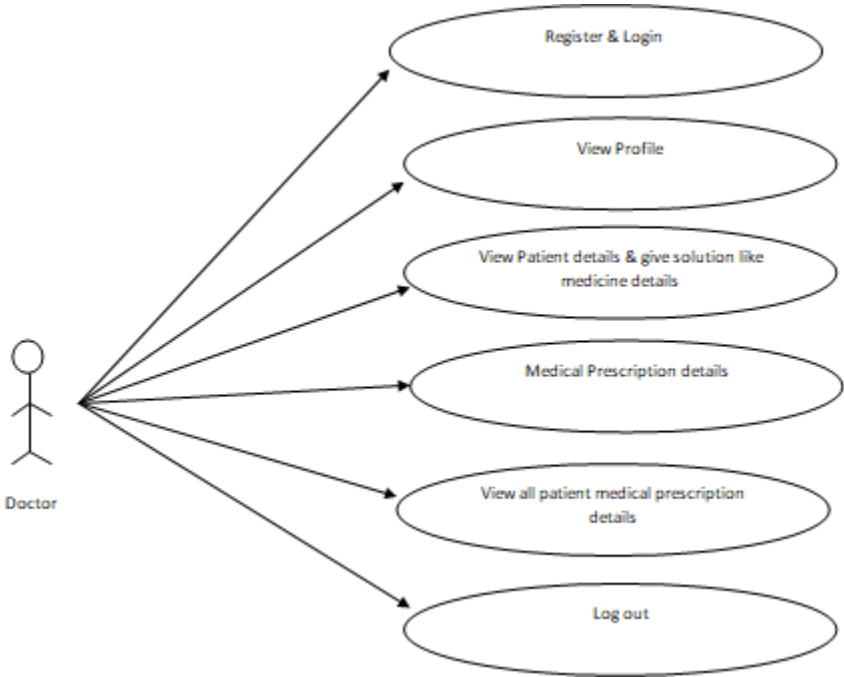 Register & Login
View Profile
View Patient details & give solution like
medicine details
Medical Prescription details
View all patient medical prescription
details
Log out
Doctor